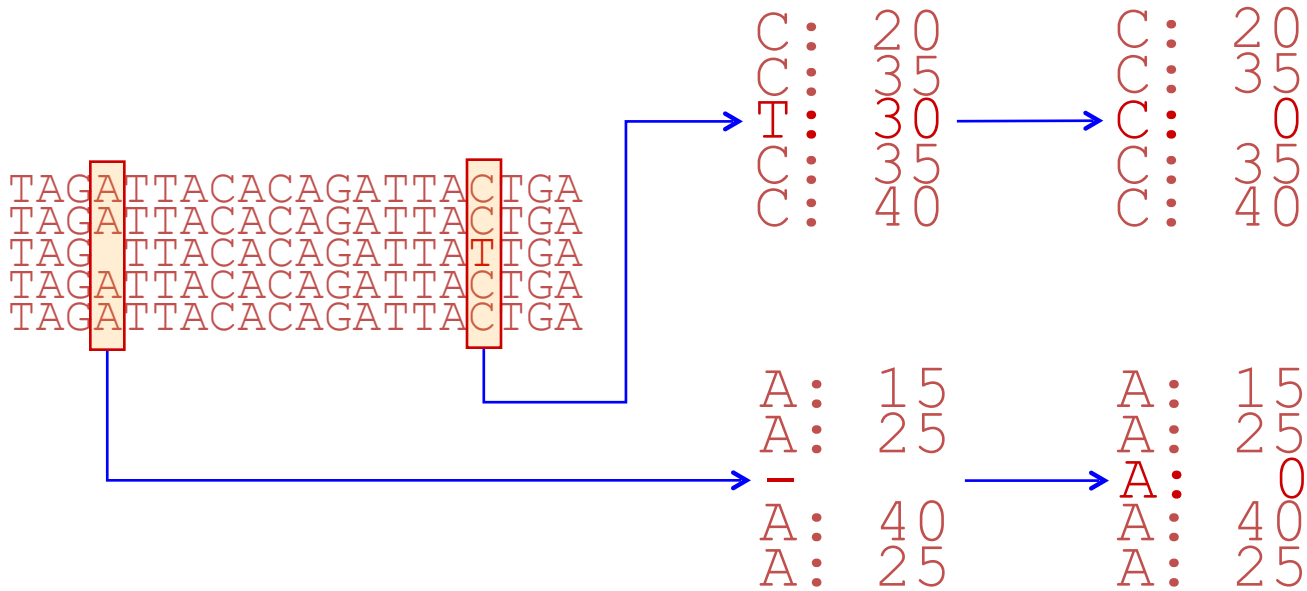 TAGATTACACAGATTACTGA
TAGATTACACAGATTACTGA
TAG TTACACAGATTATTGA
TAGATTACACAGATTACTGA
TAGATTACACAGATTACTGA
C: 20
C: 35
T: 30
C: 35
C: 40
C: 20
C: 35
C: 0
C: 35
C: 40
A: 15
A: 25
-
A: 40
A: 25
A: 15
A: 25
A: 0
A: 40
A: 25